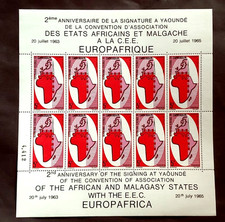 2ème ANNIVERSAIRE DE LA SIGNATURE A YAOUNDÉ
DE LA CONVENTION D'ASSOCIATION
DES ETATS AFRICAINS ET MALGACHE
20 juillet 1963 A LA C.E.E. 20 juillet 1965
EUROPAFRIQUE
2nd ANNIVERSARY OF THE SIGNING AT YAOUNDÉ
OF THE CONVENTION OF ASSOCIATION
OF THE AFRICAN AND MALAGASY STATES
20th july 1963 WITH THE E.E.C. 20th july 1965
EUROPAFRICA